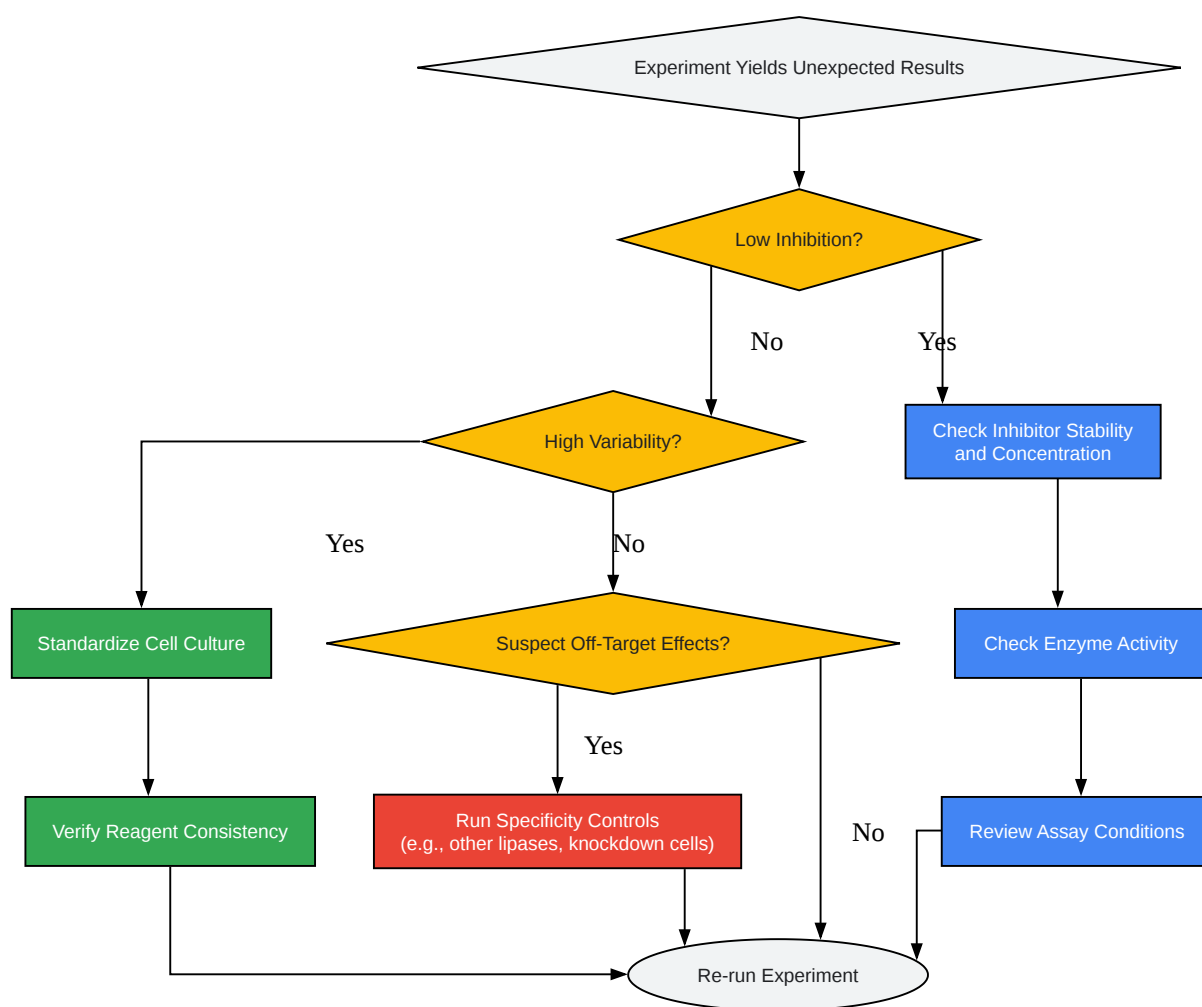 Experiment Yields Unexpected Results
Low Inhibition?
No
Yes
Check Inhibitor Stability
and Concentration
High Variability?
Yes
No
Standardize Cell Culture
Suspect Off-Target Effects?
Check Enzyme Activity
Yes
Verify Reagent Consistency
Run Specificity Controls
(e.g., other lipases, knockdown cells)
No
Review Assay Conditions
Re-run Experiment